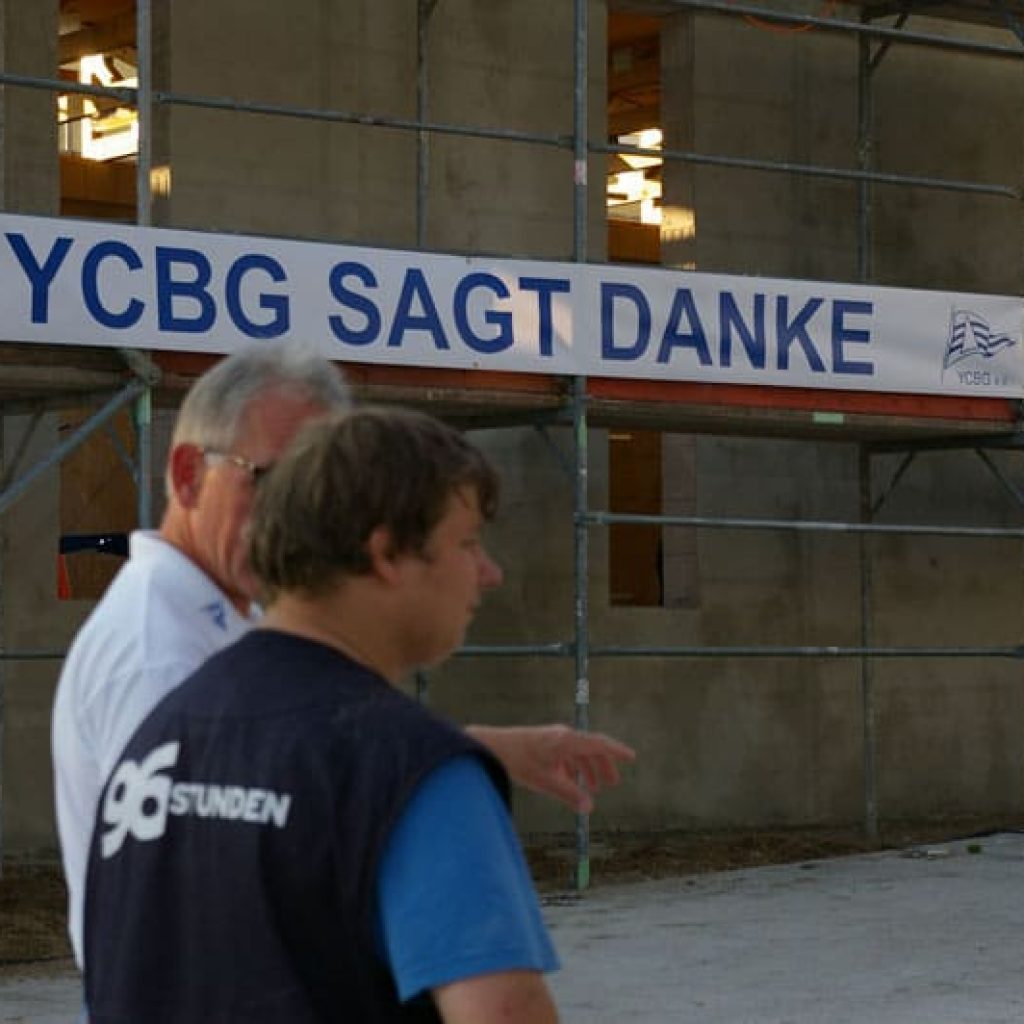 YCBG SAGT DANKE
YCBG
96 STUNDEN